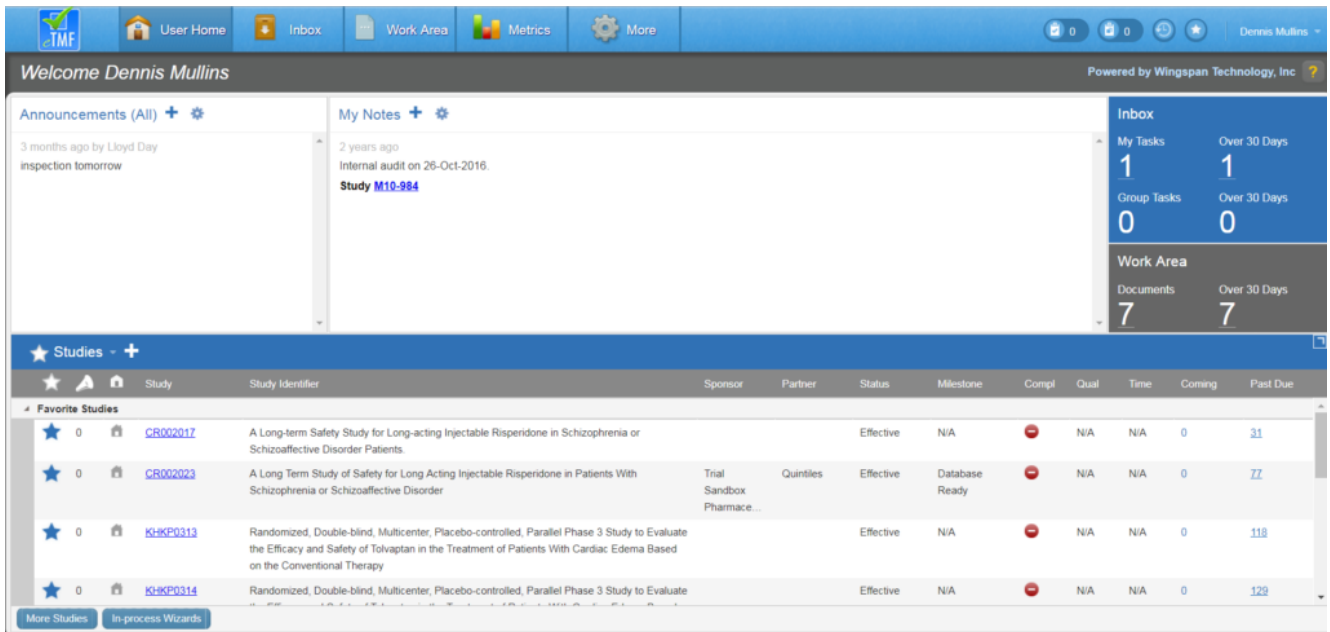 eTMF
User Home
Inbox
Work Area
Metrics
More
0
0
Dennis Mullins
Welcome Dennis Mullins
Powered by Wingspan Technology, Inc ?
Announcements (All)
3 months ago by Lloyd Day
inspection tomorrow
My Notes
2 years ago
Internal audit on 26-Oct-2016.
Study M10-984
Inbox
My Tasks Over 30 Days
1 1
Group Tasks Over 30 Days
0 0
Work Area
Documents Over 30 Days
7 7
Studies
Study Study Identifier Sponsor Partner Status Milestone Compl Qual Time Coming Past Due
Favorite Studies
0 CR002017 A Long-term Safety Study for Long-acting Injectable Risperidone in Schizophrenia or Effective N/A N/A N/A 0 31
Schizoaffective Disorder Patients.
0 CR002023 A Long Term Study of Safety for Long Acting Injectable Risperidone in Patients With Trial Quintiles Effective Database N/A N/A 0 77
Schizophrenia or Schizoaffective Disorder Sandbox Ready
Pharmace...
0 KHKP0313 Randomized, Double-blind, Multicenter, Placebo-controlled, Parallel Phase 3 Study to Evaluate Effective N/A N/A N/A 0 118
the Efficacy and Safety of Tolvaptan in the Treatment of Patients With Cardiac Edema Based
on the Conventional Therapy
0 KHKP0314 Randomized, Double-blind, Multicenter, Placebo-controlled, Parallel Phase 3 Study to Evaluate Effective N/A N/A N/A 0 129
More Studies
In-process Wizards